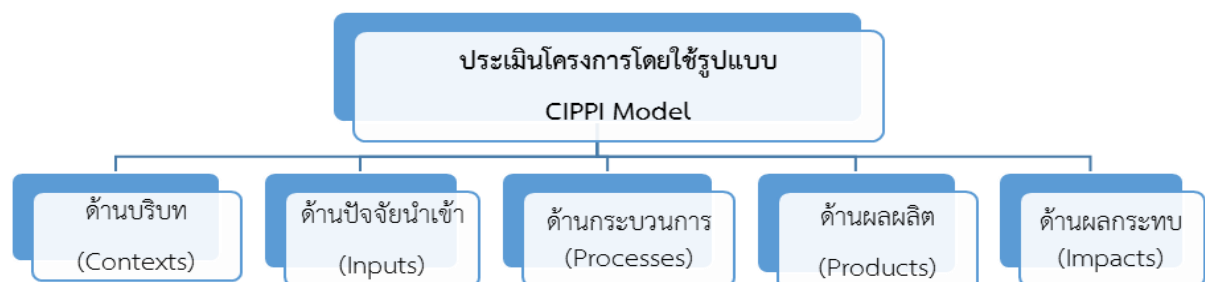 ประเมินโครงการโดยใช้รูปแบบ
CIPPI Model
ด้านบริบท
(Contexts)
ด้านปัจจัยนำเข้า
(Inputs)
ด้านกระบวนการ
(Processes)
ด้านผลผลิต
(Products)
ด้านผลกระทบ
(Impacts)